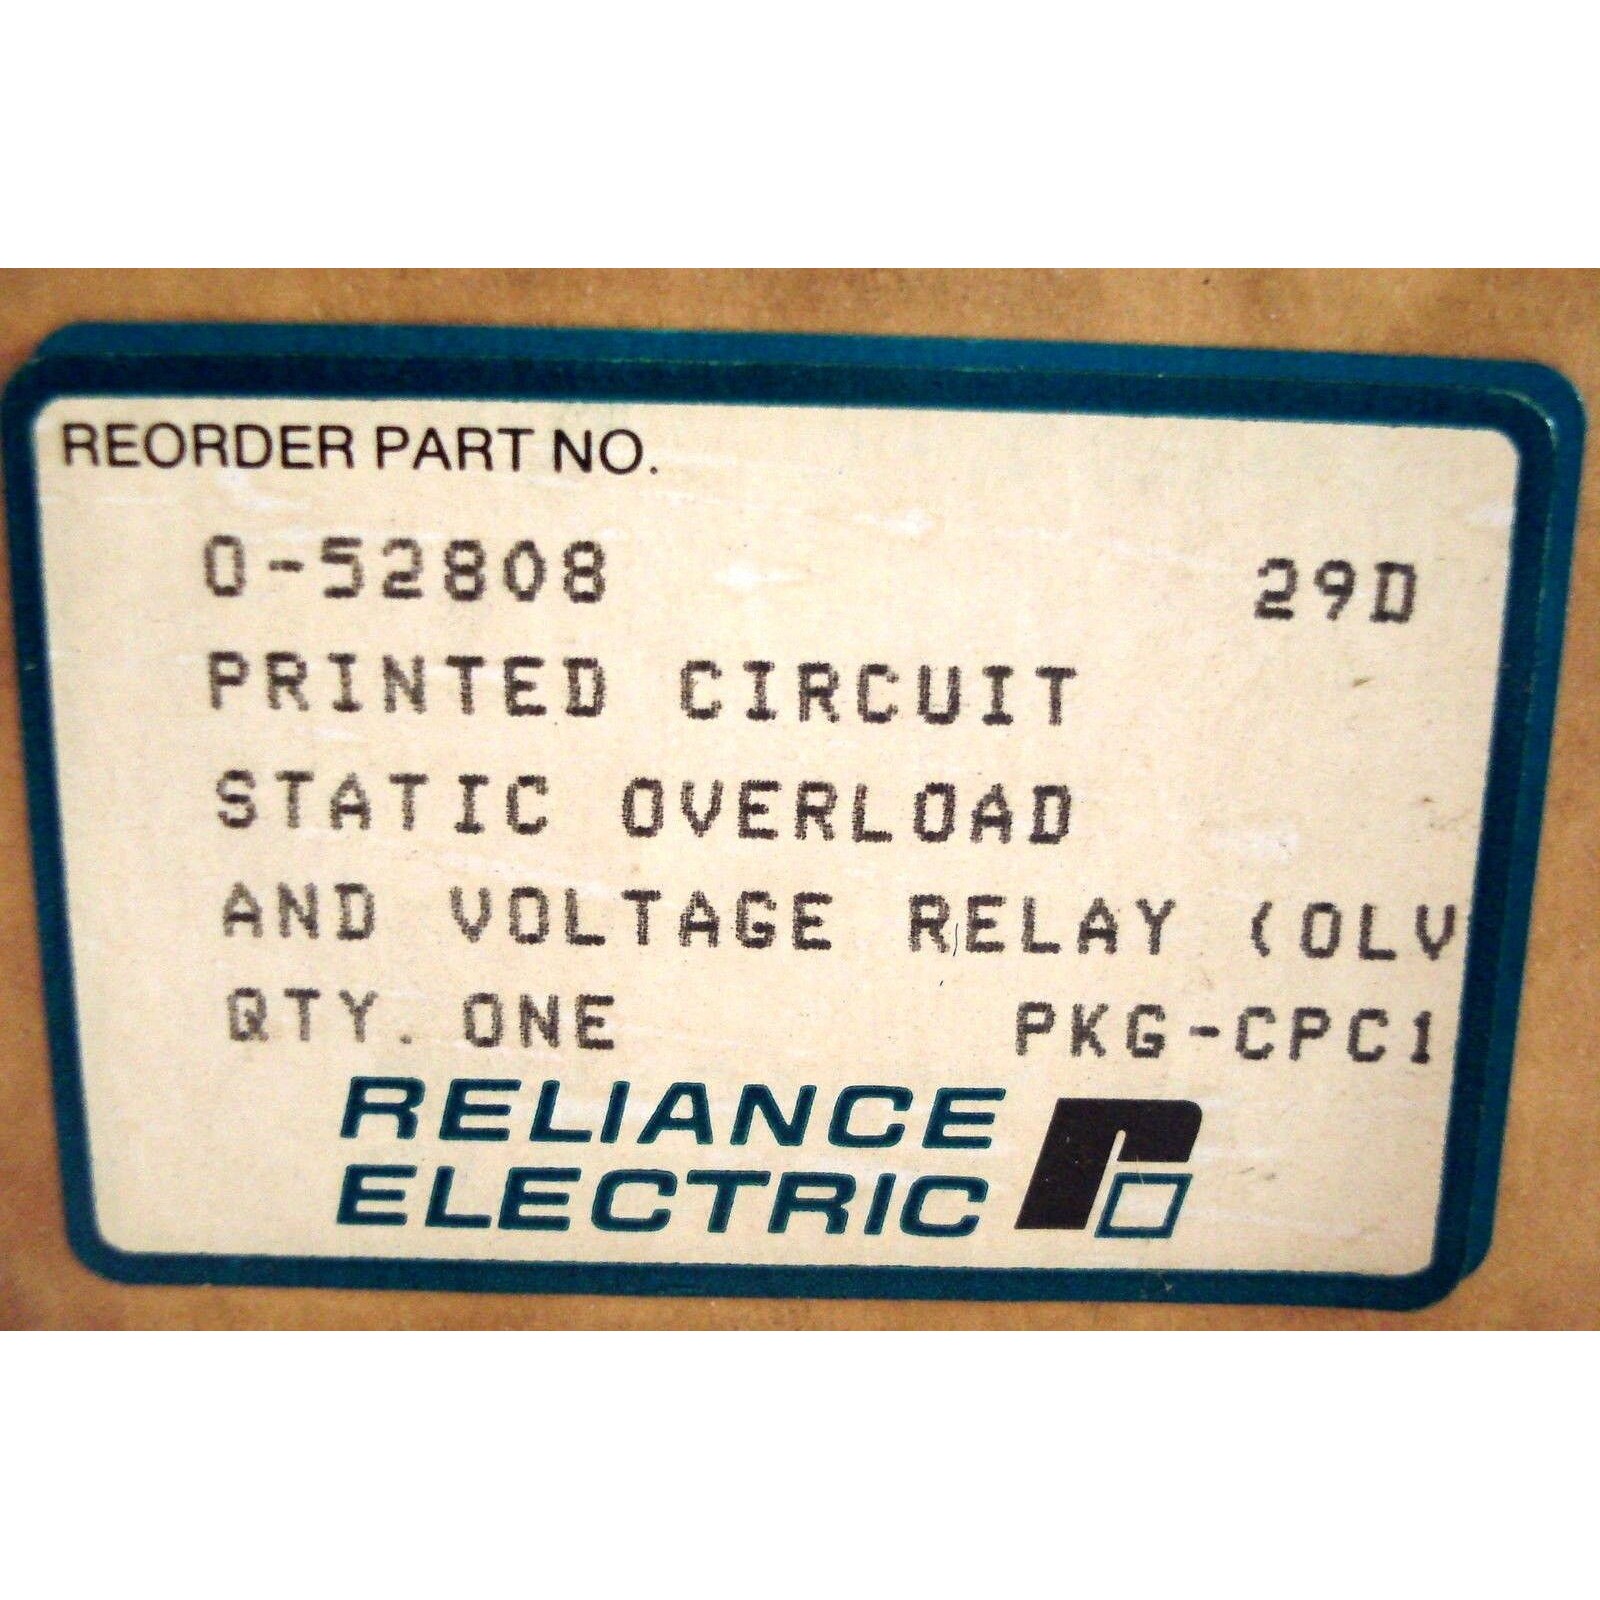 REORDER PART NO.
0-52808 29D
PRINTED CIRCUIT
STATIC OVERLOAD
AND VOLTAGE RELAY (OLV
QTY. ONE PKG-CPC1
RELIANCE
ELECTRIC